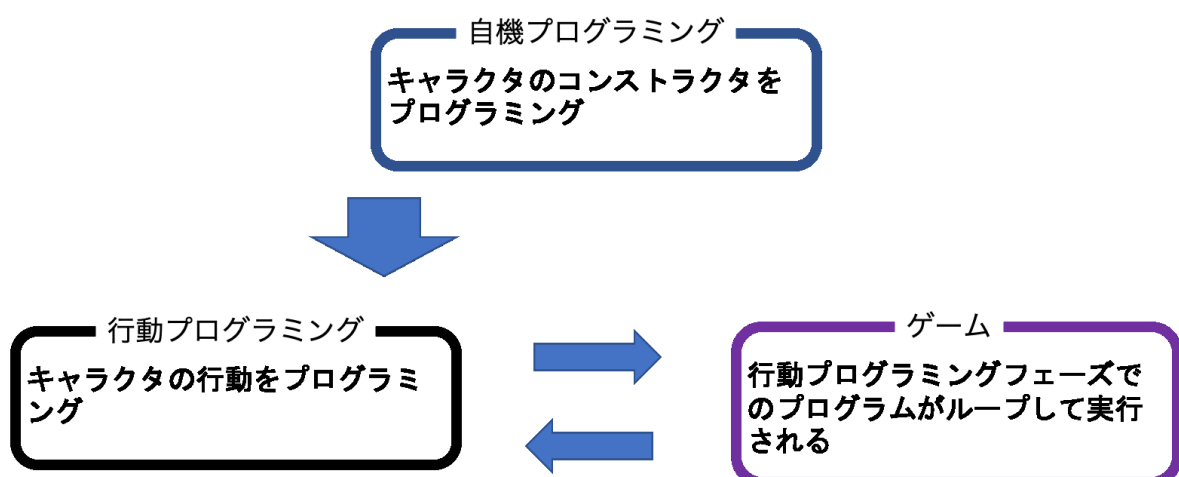 自機プログラミング
キャラクタのコンストラクタを
プログラミング
行動プログラミング
キャラクタの行動をプログラミ
ング
ゲーム
行動プログラミングフェーズで
のプログラムがループして実行
される